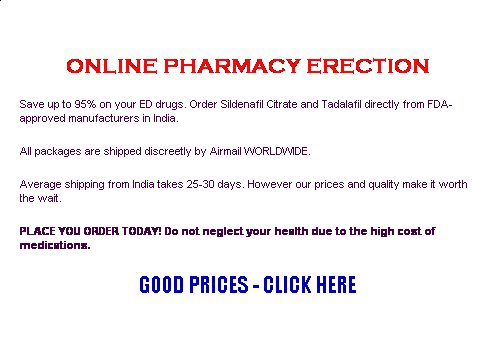 ONLINE PHARMACY ERECTION
Save up to 95% on your ED drugs. Order Sildenafil Citrate and Tadalafil directly from FDA-
approved manufacturers in India.
All packages are shipped discreetly by Airmail WORLDWIDE.
Average shipping from India takes 25-30 days. However our prices and quality make it worth
the wait.
PLACE YOU ORDER TODAY! Do not neglect your health due to the high cost of
medications.
GOOD PRICES - CLICK HERE